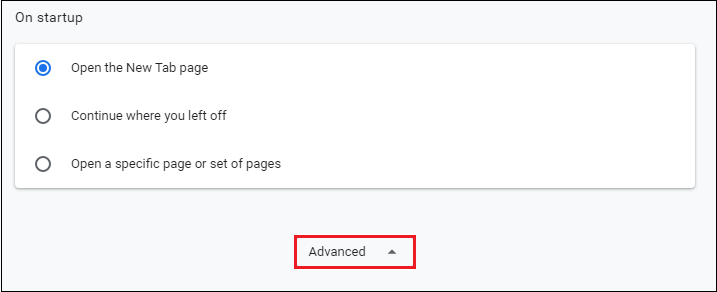 On startup
Open the New Tab page
Continue where you left off
Open a specific page or set of pages
Advanced